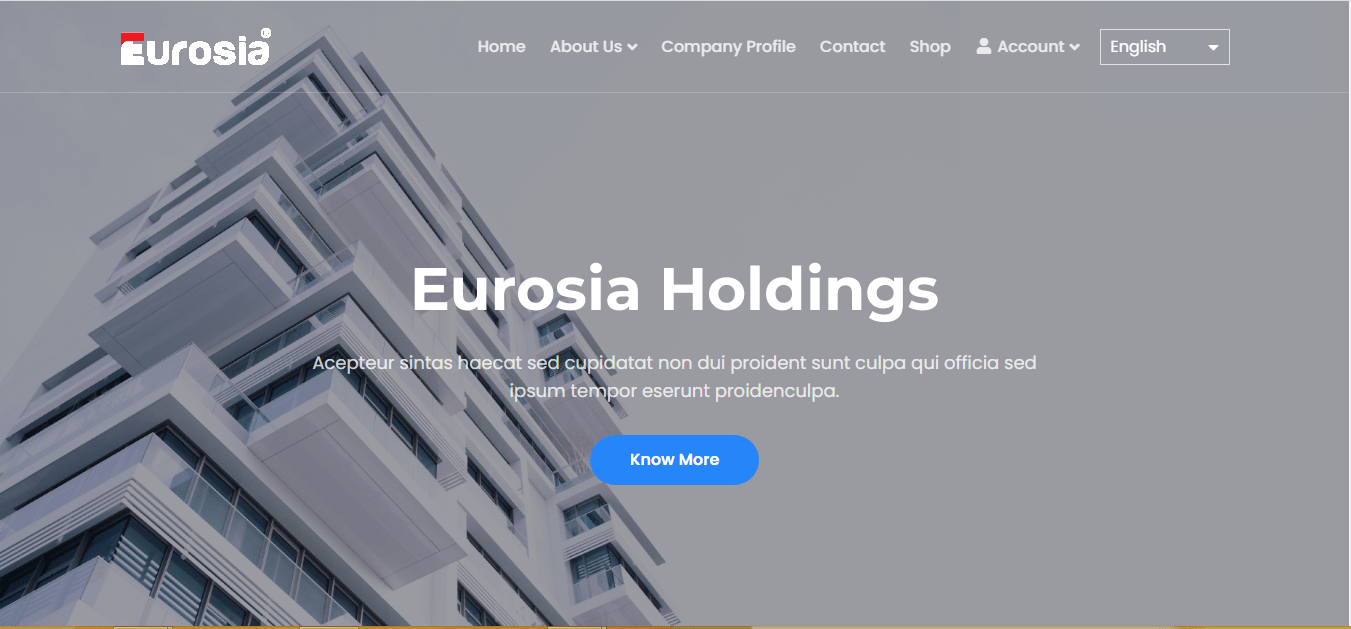 Eurosia®
Home About Us Company Profile Contact Shop Account English
Eurosia Holdings
Acepteur sintas haecat sed cupidatat non dui proident sunt culpa qui officia sed
ipsum tempor eserunt proidenculpa.
Know More